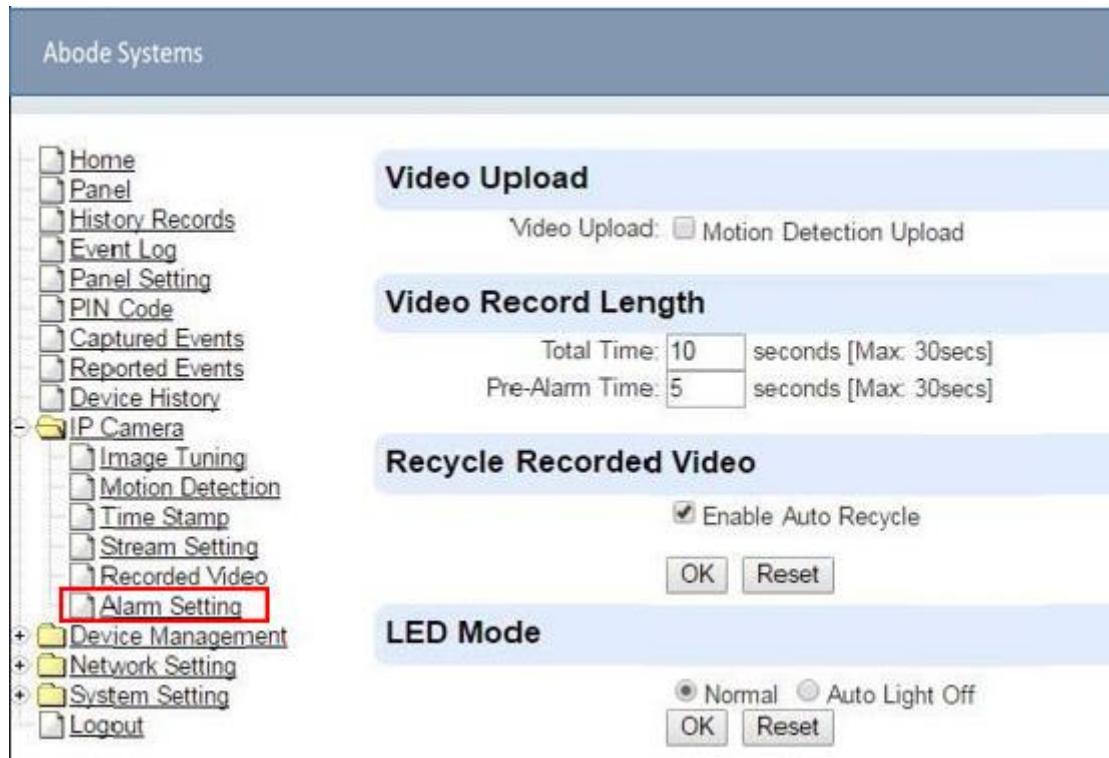 Abode Systems
Home
Panel
History Records
Event Log
Panel Setting
PIN Code
Captured Events
Reported Events
Device History
IP Camera
Image Tuning
Motion Detection
Time Stamp
Stream Setting
Recorded Video
Alarm Setting
Device Management
Network Setting
System Setting
Logout
Video Upload
Video Upload: Motion Detection Upload
Video Record Length
Total Time: 10 seconds [Max: 30secs]
Pre-Alarm Time: 5 seconds [Max: 30secs]
Recycle Recorded Video
Enable Auto Recycle
OK Reset
LED Mode
Normal Auto Light Off
OK Reset